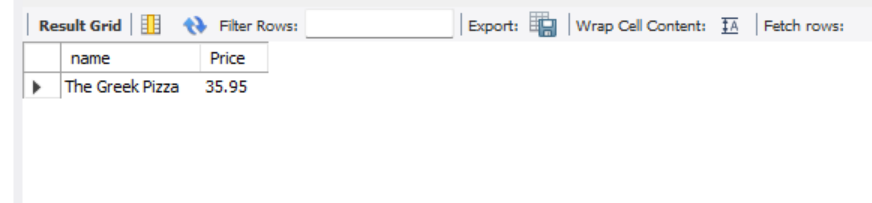 Result Grid Filter Rows: Export: Wrap Cell Content: Fetch rows:
name Price
The Greek Pizza 35.95